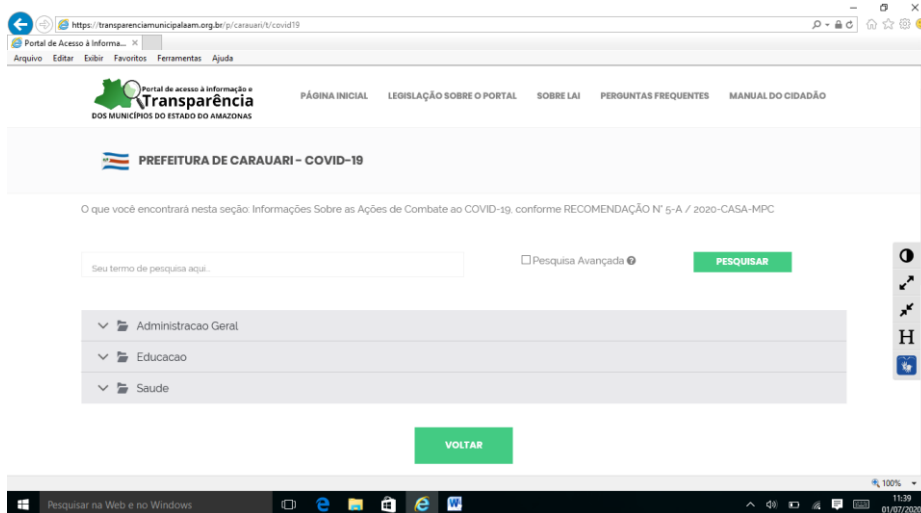 https://transparenciamunicipalaam.org.br/p/carauari/t/covid19
Portal de Acesso à Informa...
Arquivo Editar Exibir Favoritos Ferramentas Ajuda
Portal de acesso à informação e
Transparência
DOS MUNICÍPIOS DO ESTADO DO AMAZONAS
PÁGINA INICIAL LEGISLAÇÃO SOBRE O PORTAL SOBRE LAI PERGUNTAS FREQUENTES MANUAL DO CIDADÃO
PREFEITURA DE CARAUARI - COVID-19
O que você encontrará nesta seção: Informações Sobre as Ações de Combate ao COVID-19, conforme RECOMENDAÇÃO N° 5-A / 2020-CASA-MPC
Seu termo de pesquisa aqui...
Pesquisa Avançada
PESQUISAR
Administracao Geral
Educacao
Saude
H
VOLTAR
100%
Pesquisar na Web e no Windows
11:39
01/07/2020